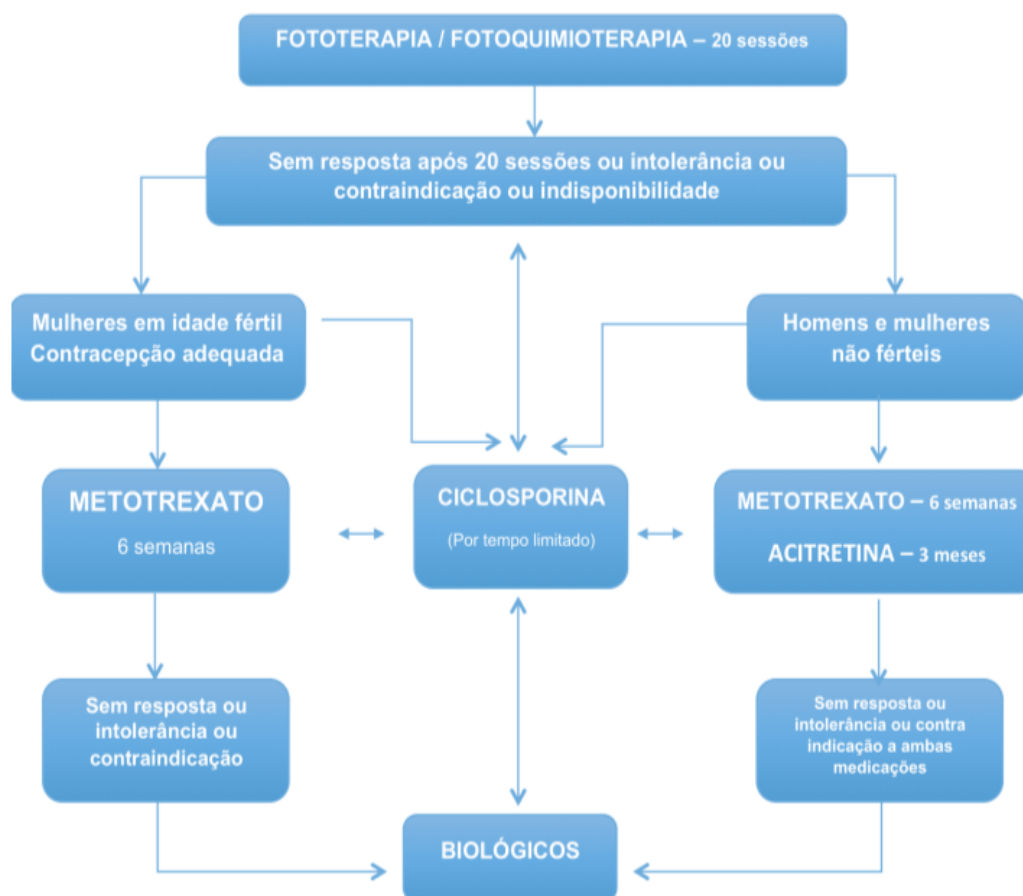 FOTOTERAPIA / FOTOQUIMIOTERAPIA – 20 sessões
Sem resposta após 20 sessões ou intolerância ou
contraindicação ou indisponibilidade
Mulheres em idade fértil
Contracepção adequada
Homens e mulheres
não férteis
METOTREXATO
6 semanas
CICLOSPORINA
(Por tempo limitado)
METOTREXATO – 6 semanas
ACITRETINA – 3 meses
Sem resposta ou
intolerância ou
contraindicação
Sem resposta ou
intolerância ou contra
indicação a ambas
medicações
BIOLÓGICOS